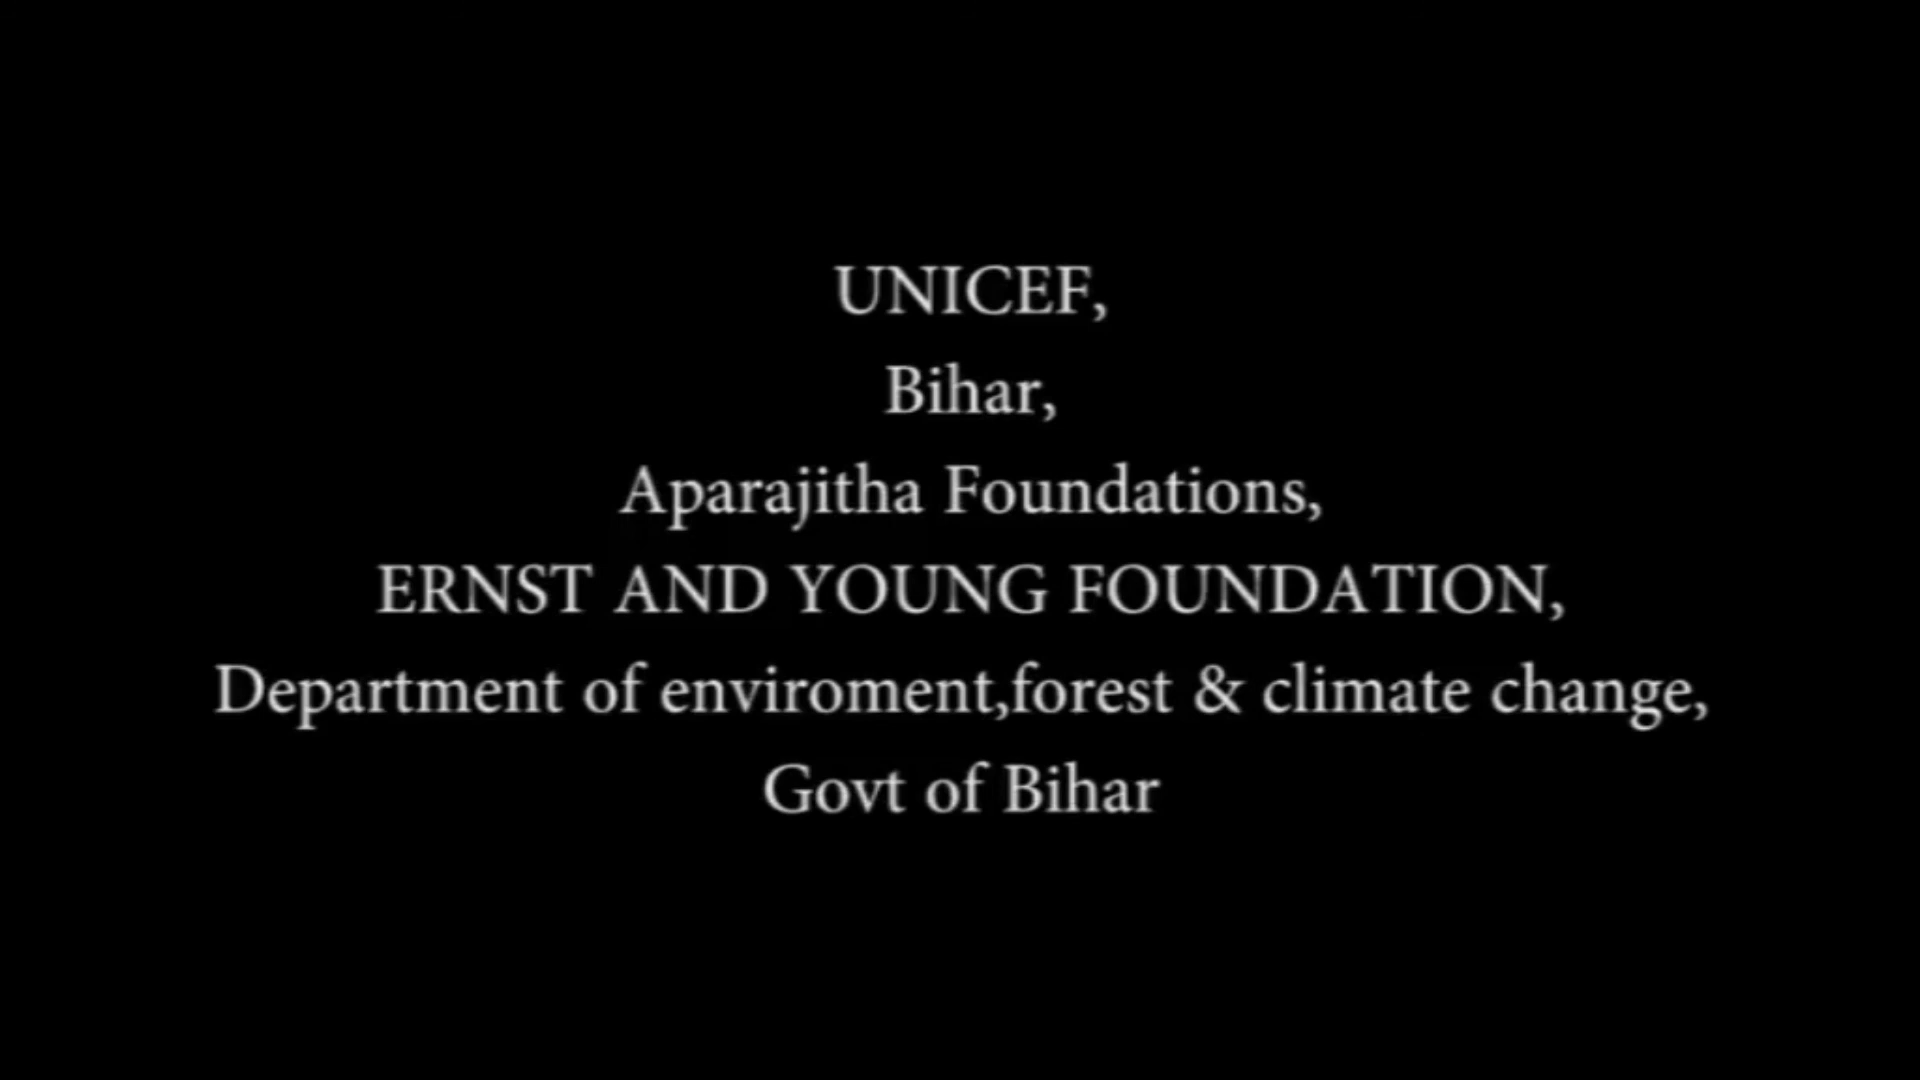 UNICEF,
Bihar,
Aparajitha Foundations,
ERNST AND YOUNG FOUNDATION,
Department of enviroment,forest & climate change,
Govt of Bihar